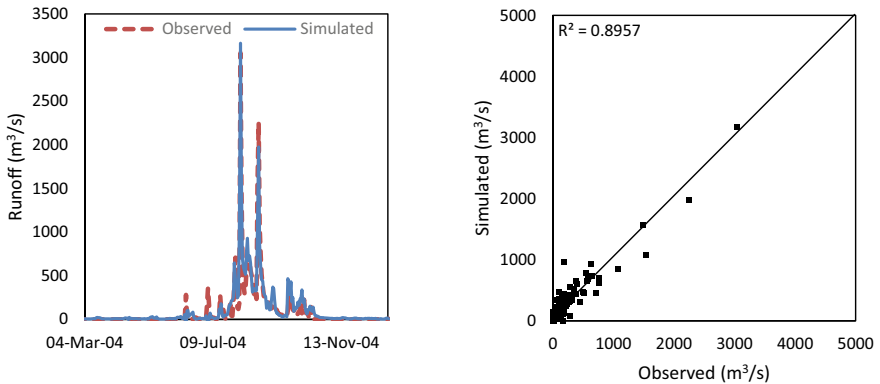 3500
3000
2500
2000
1500
1000
500
0
Runoff (m³/s)
Observed
Simulated
04-Mar-04
09-Jul-04
13-Nov-04
5000
4000
3000
2000
1000
0
Simulated (m³/s)
R² = 0.8957
0
1000
2000
3000
4000
5000
Observed (m³/s)